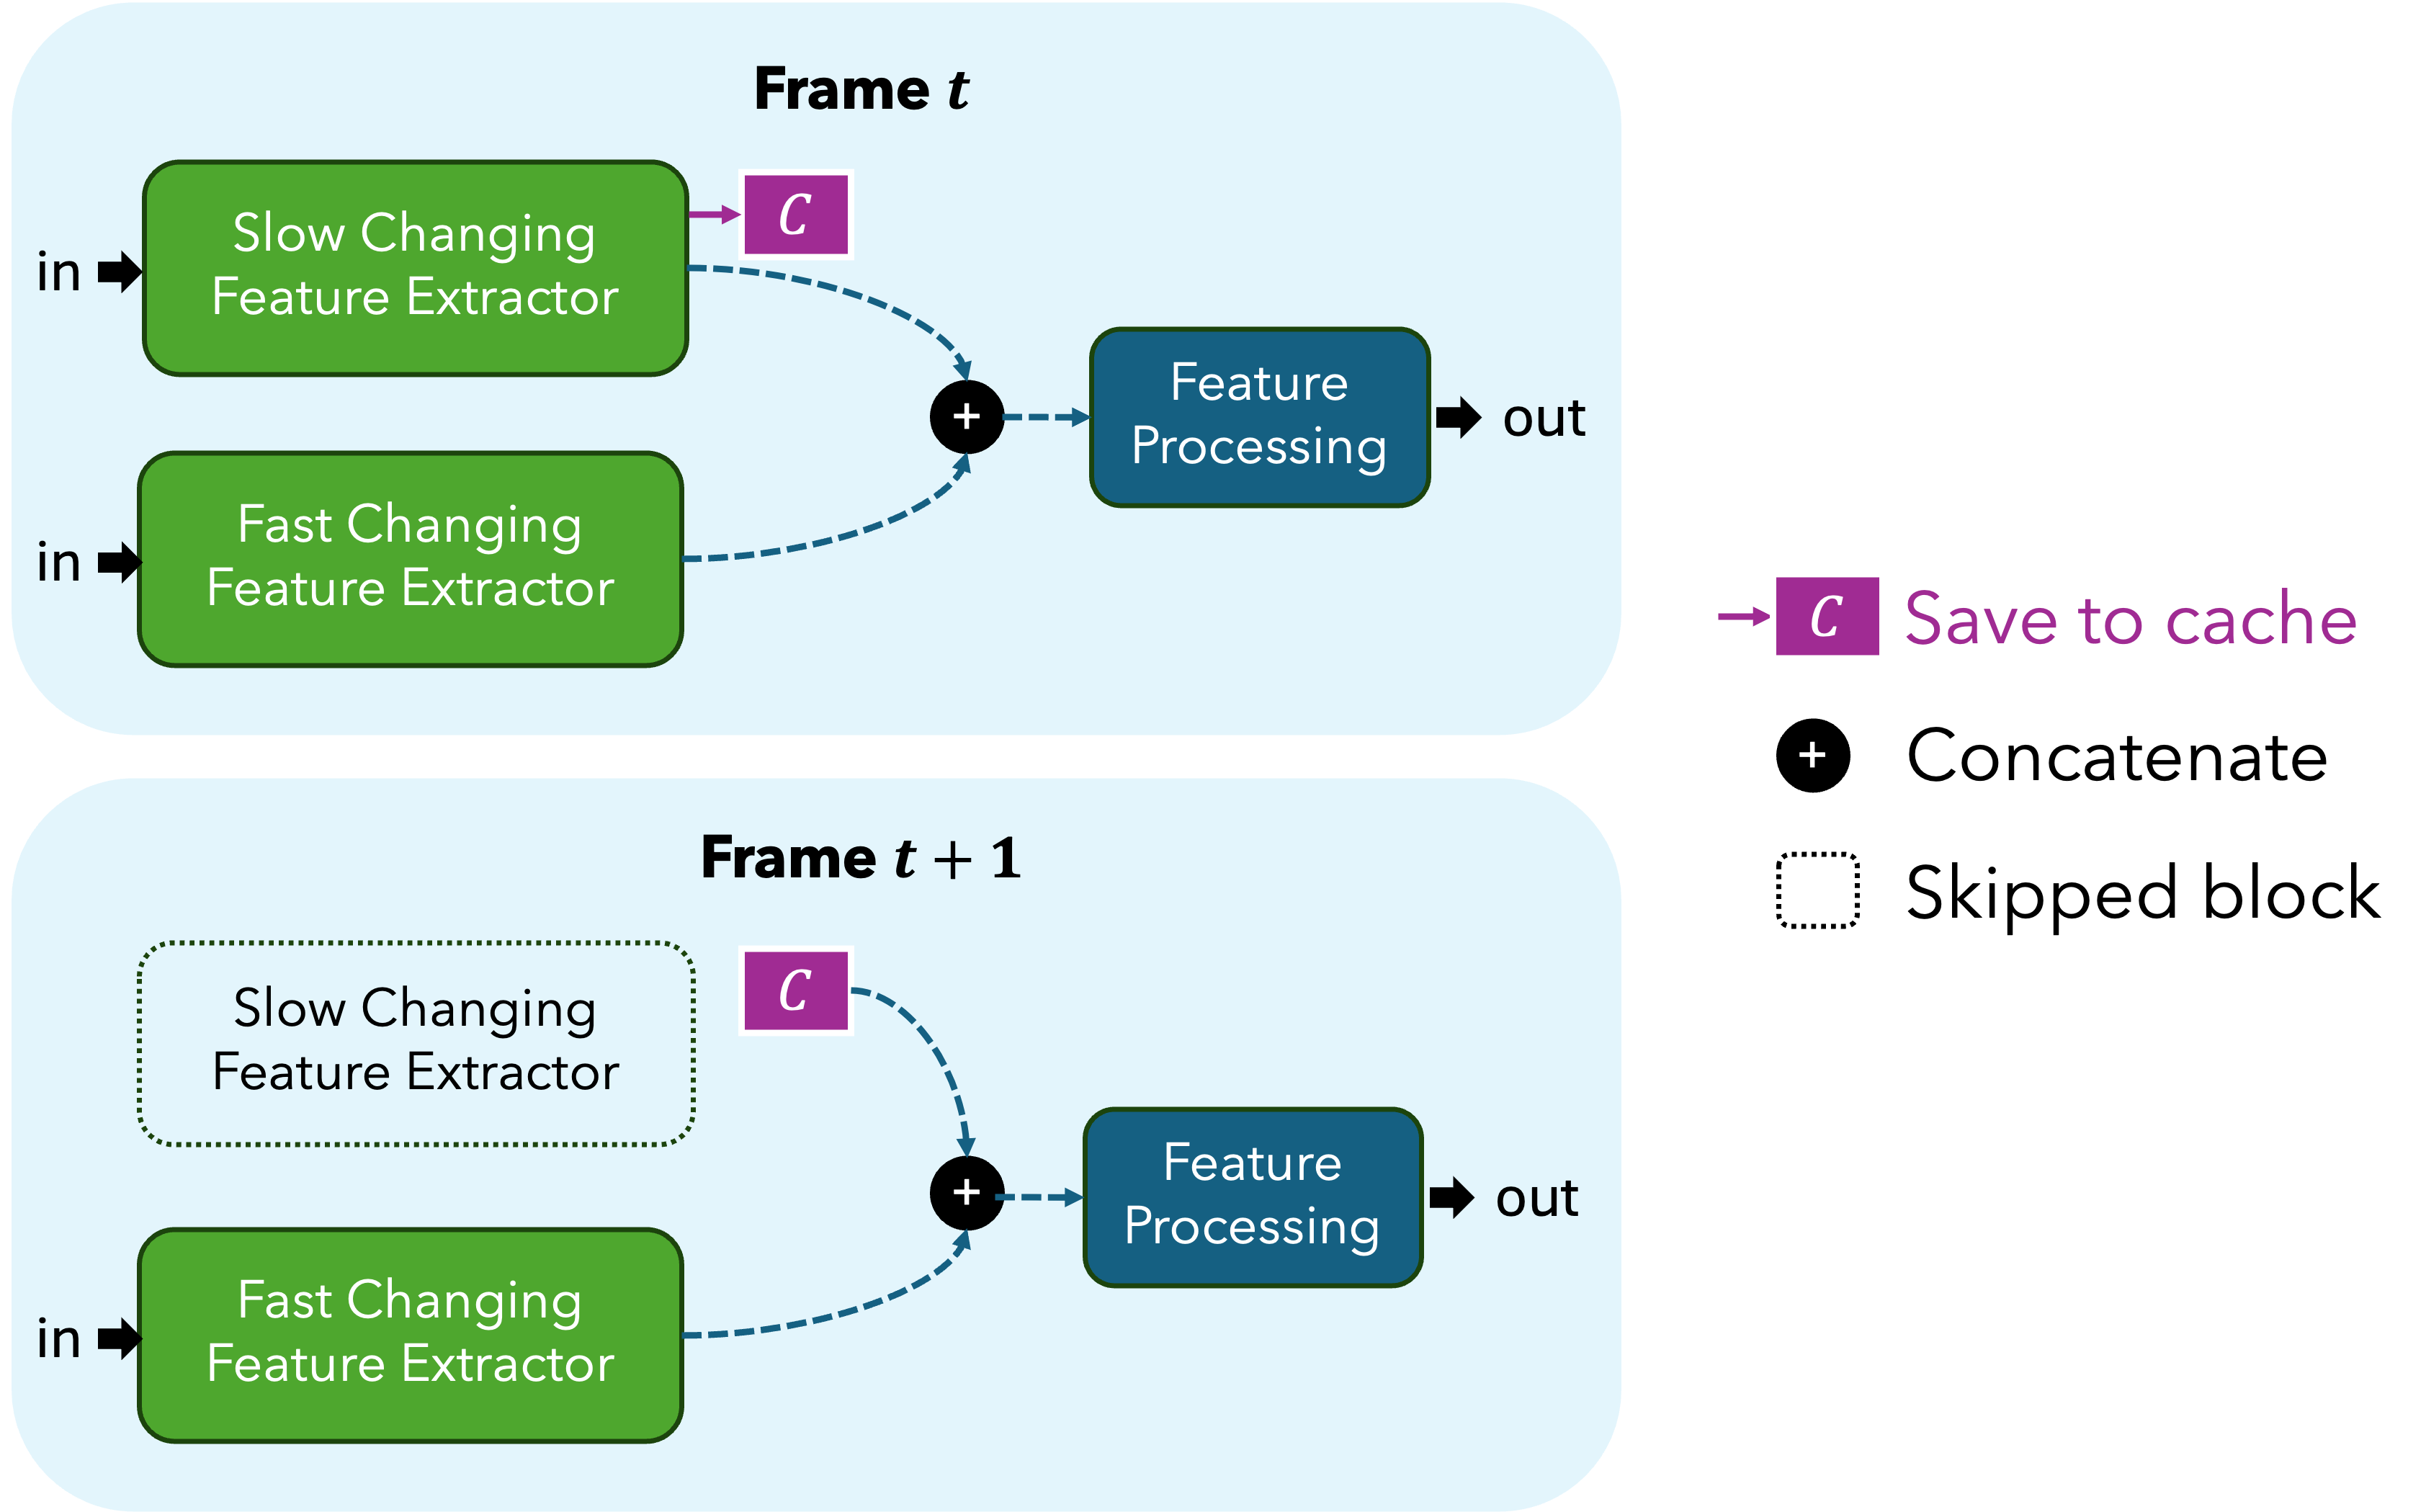 Frame t
Slow Changing
Feature Extractor
C
in
Feature
Processing
out
Fast Changing
Feature Extractor
in
+
Frame t + 1
Slow Changing
Feature Extractor
C
Feature
Processing
out
Fast Changing
Feature Extractor
in
+
C Save to cache
+ Concatenate
Skipped block